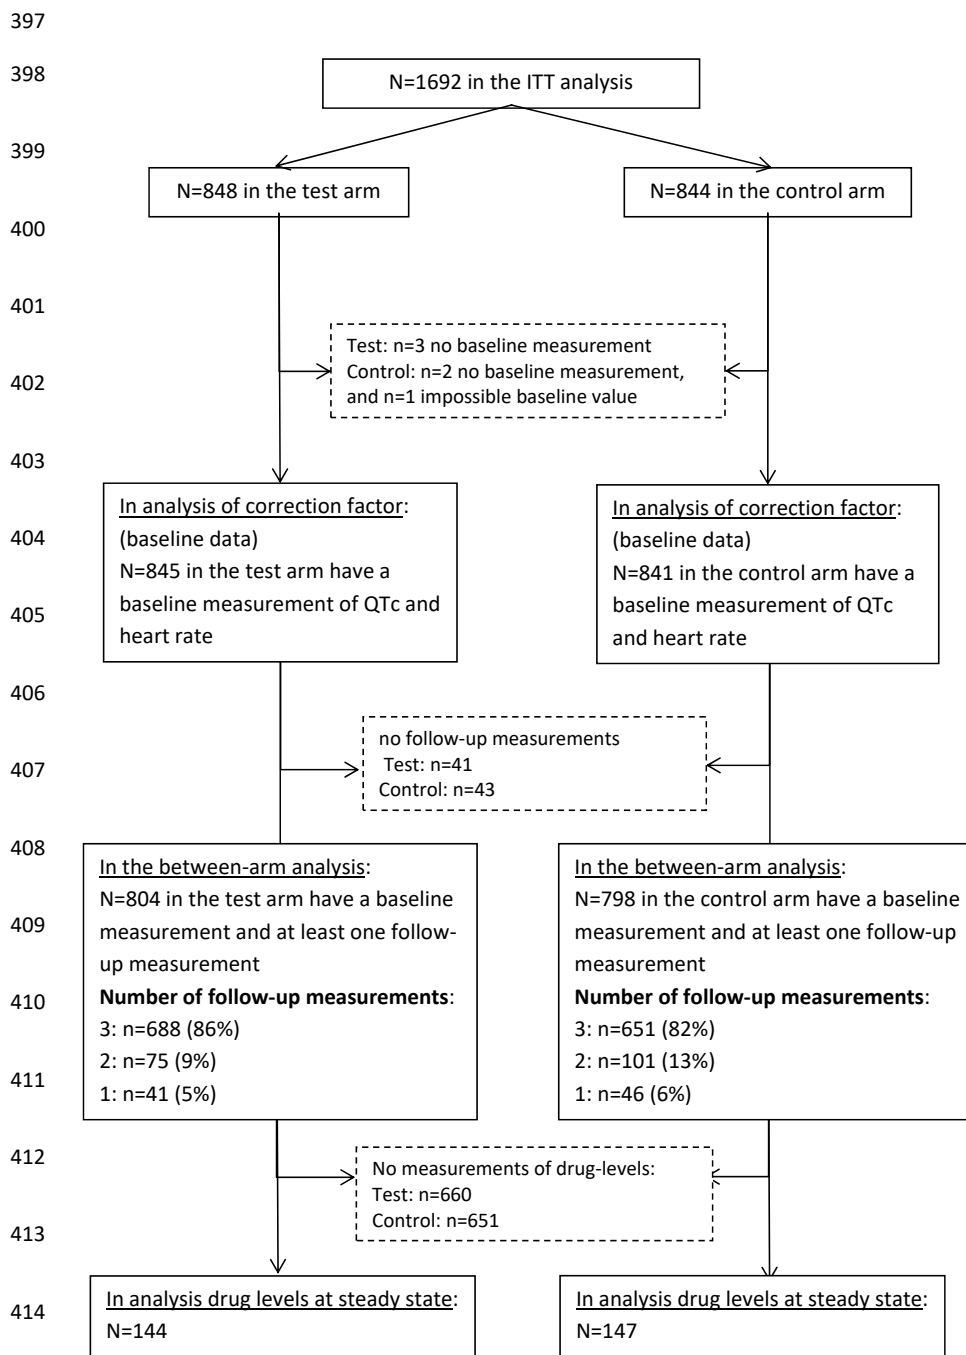 397
398
N=1692 in the ITT analysis
399
N=848 in the test arm
N=844 in the control arm
400
401
Test: n=3 no baseline measurement
Control: n=2 no baseline measurement,
and n=1 impossible baseline value
402
403
In analysis of correction factor:
(baseline data)
N=845 in the test arm have a
baseline measurement of QTc and
heart rate
In analysis of correction factor:
(baseline data)
N=841 in the control arm have a
baseline measurement of QTc
and heart rate
404
405
406
no follow-up measurements
Test: n=41
Control: n=43
407
408
In the between-arm analysis:
N=804 in the test arm have a baseline
measurement and at least one follow-
up measurement
Number of follow-up measurements:
3: n=688 (86%)
2: n=75 (9%)
1: n=41 (5%)
In the between-arm analysis:
N=798 in the control arm have a baseline
measurement and at least one follow-up
measurement
Number of follow-up measurements:
3: n=651 (82%)
2: n=101 (13%)
1: n=46 (6%)
409
410
411
412
No measurements of drug-levels:
Test: n=660
Control: n=651
413
In analysis drug levels at steady state:
N=144
In analysis drug levels at steady state:
N=147
414